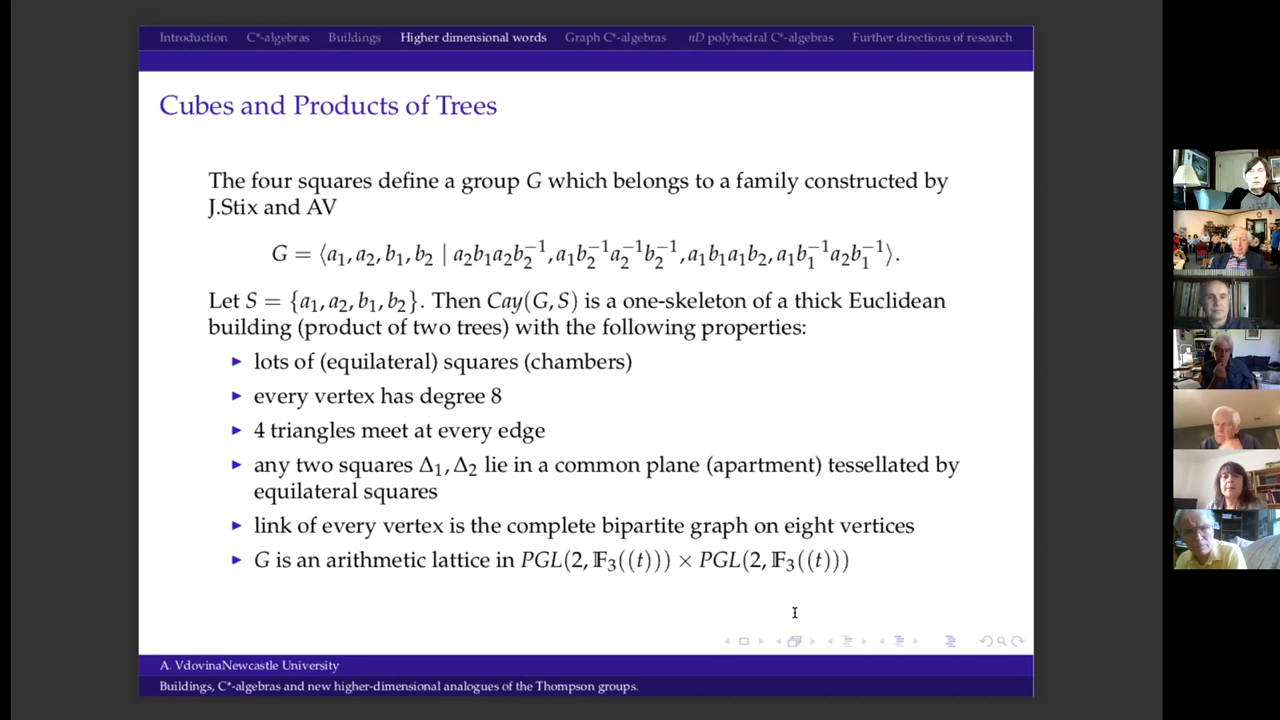 Introduction C*-algebras Buildings Higher dimensional words Graph C*-algebras nD polyhedral C*-algebras Further directions of research
Cubes and Products of Trees
The four squares define a group G which belongs to a family constructed by
J.Stix and AV
G = ⟨a₁, a₂, b₁, b₂ | a₂b₁a₂b₂⁻¹, a₁b₂⁻¹a₂⁻¹b₂⁻¹, a₁b₁a₁b₂, a₁b₁⁻¹a₂b₁⁻¹⟩.
Let S = {a₁, a₂, b₁, b₂}. Then Cay(G, S) is a one-skeleton of a thick Euclidean
building (product of two trees) with the following properties:
▶ lots of (equilateral) squares (chambers)
▶ every vertex has degree 8
▶ 4 triangles meet at every edge
▶ any two squares Δ₁, Δ₂ lie in a common plane (apartment) tessellated by
equilateral squares
▶ link of every vertex is the complete bipartite graph on eight vertices
▶ G is an arithmetic lattice in PGL(2, 𝔽₃((t))) × PGL(2, 𝔽₃((t)))
A. VdovinaNewcastle University
Buildings, C*-algebras and new higher-dimensional analogues of the Thompson groups.